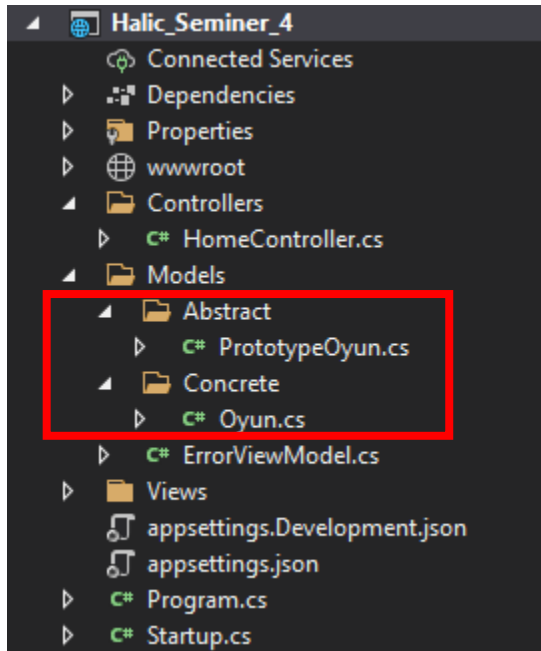 Halic_Seminer_4
Connected Services
Dependencies
Properties
wwwroot
Controllers
C# HomeController.cs
Models
Abstract
C# PrototypeOyun.cs
Concrete
C# Oyun.cs
C# ErrorViewModel.cs
Views
appsettings.Development.json
appsettings.json
C# Program.cs
C# Startup.cs